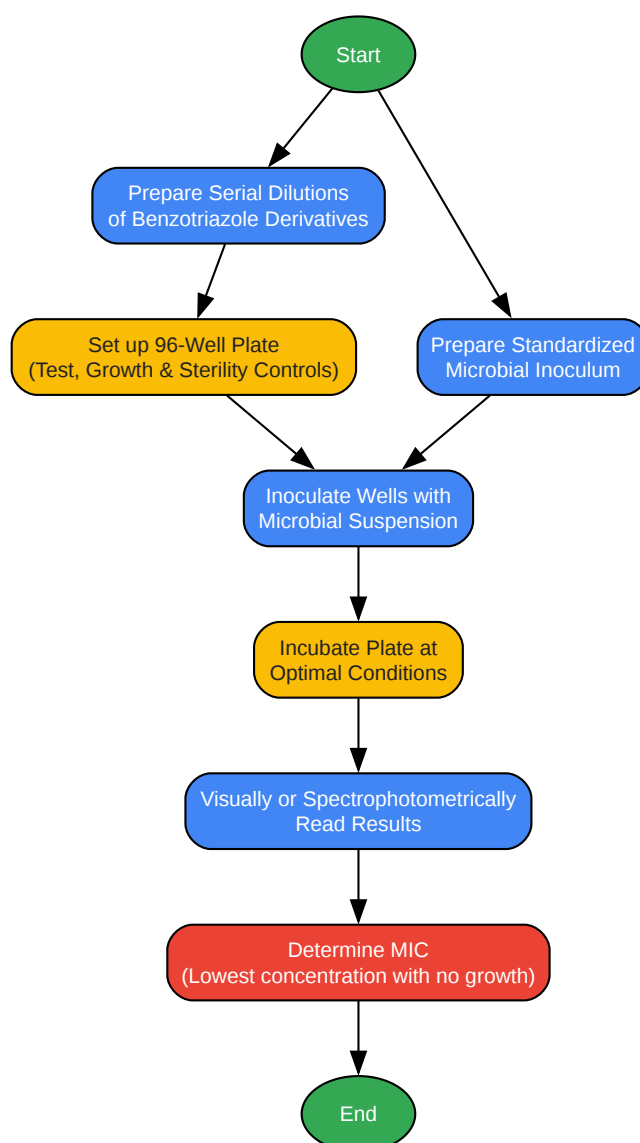 Start
Prepare Serial Dilutions
of Benzotriazole Derivatives
Set up 96-Well Plate
(Test, Growth & Sterility Controls)
Prepare Standardized
Microbial Inoculum
Inoculate Wells with
Microbial Suspension
Incubate Plate at
Optimal Conditions
Visually or Spectrophotometrically
Read Results
Determine MIC
(Lowest concentration with no growth)
End